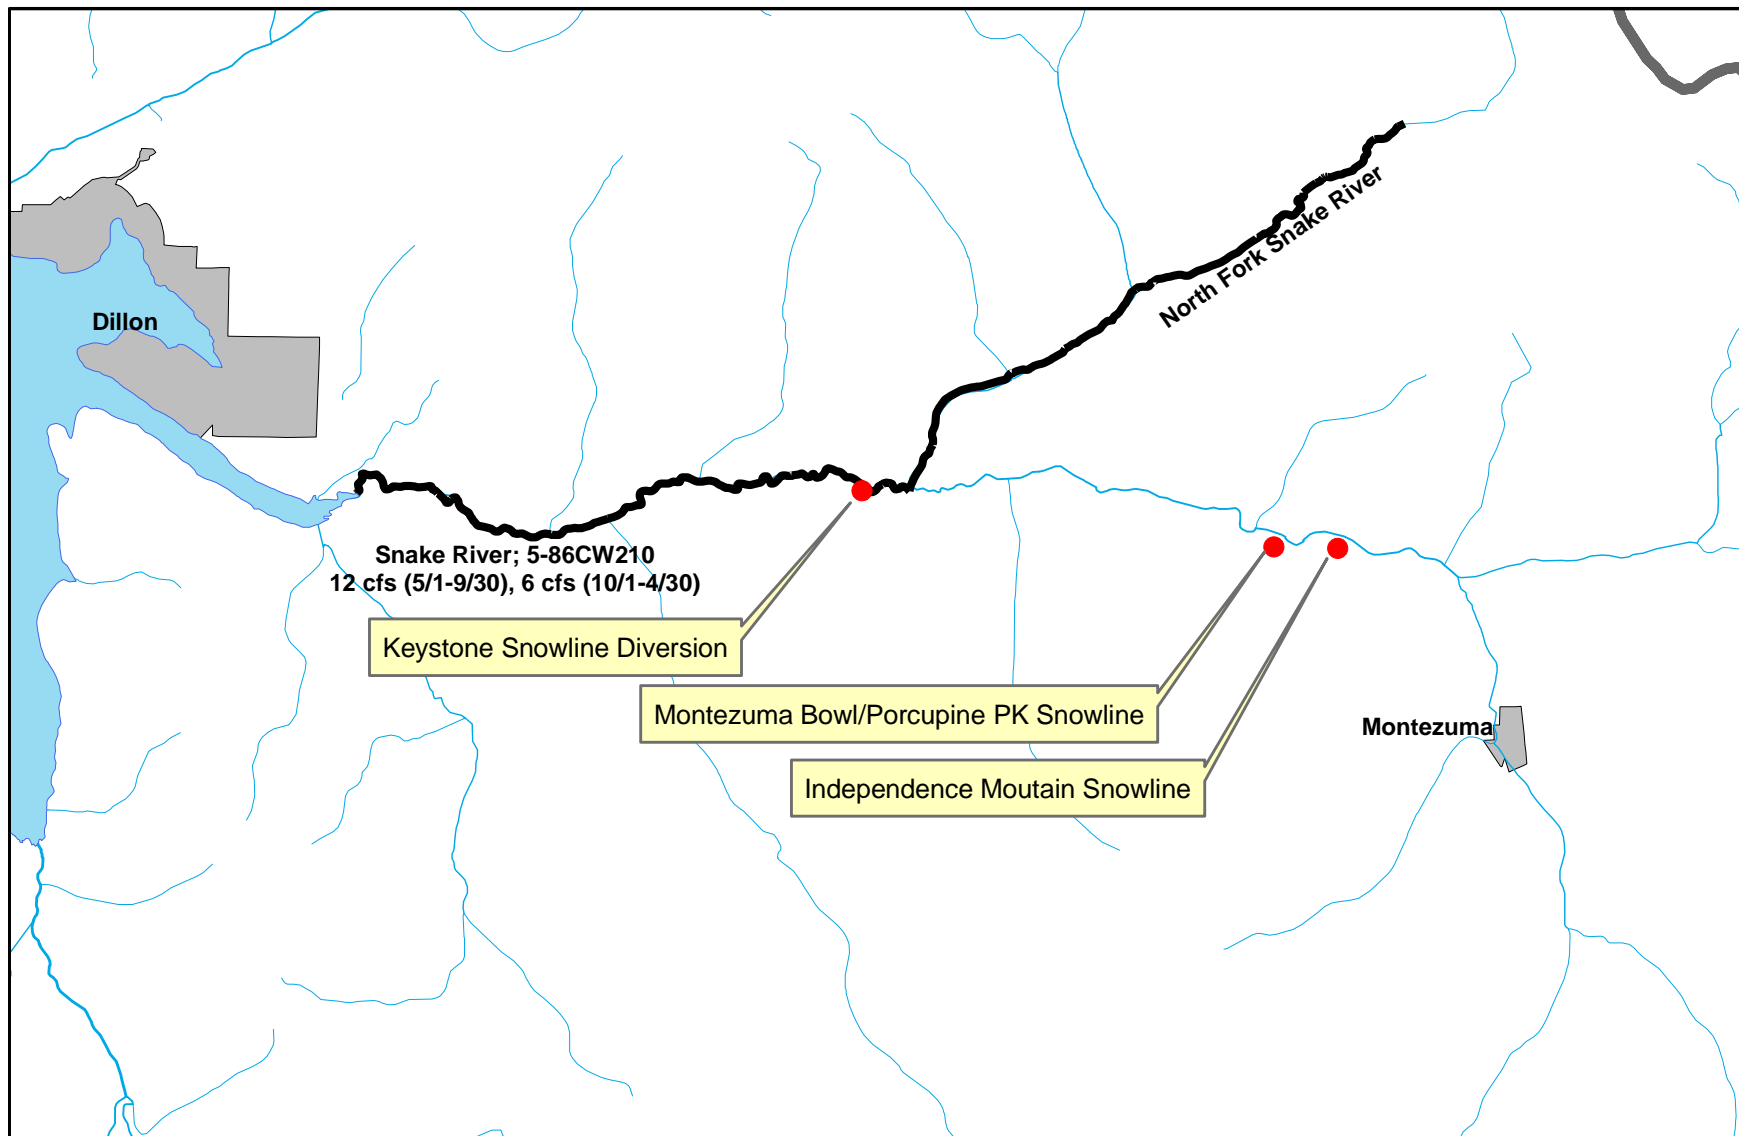 North Fork Snake River
Dillon
Snake River; 5-86CW210
12 cfs (5/1-9/30), 6 cfs (10/1-4/30)
Keystone Snowline Diversion
Montezuma Bowl/Porcupine PK Snowline
Montezuma
Independence Moutain Snowline